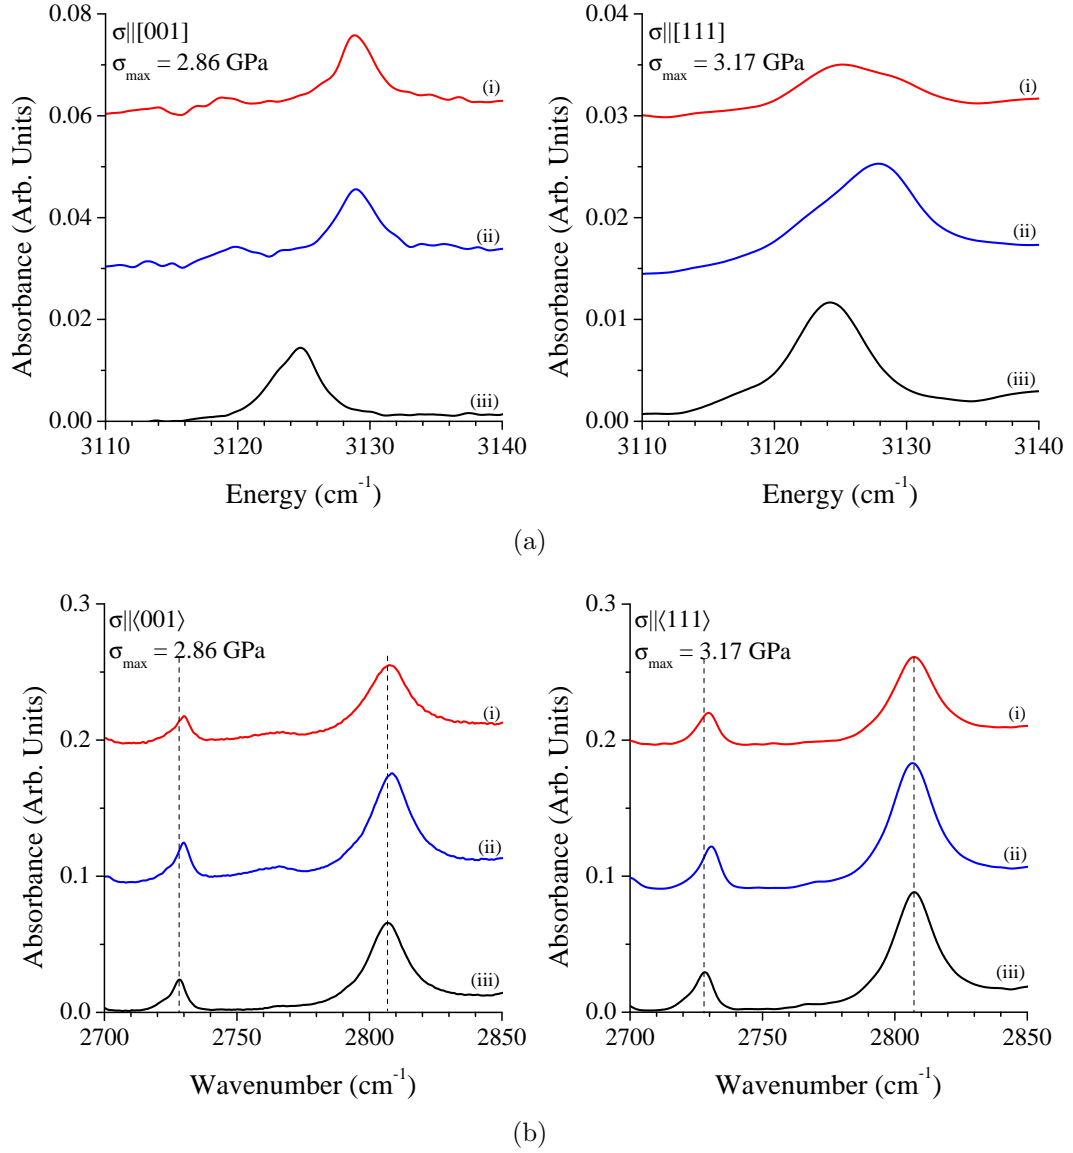 σ||[001]
σmax = 2.86 GPa
(i)
(ii)
(iii)
0.08
0.06
0.04
0.02
0.00
Absorbance (Arb. Units)
3110 3120 3130 3140
Energy (cm-1)
σ||[111]
σmax = 3.17 GPa
(i)
(ii)
(iii)
0.04
0.03
0.02
0.01
0.00
Absorbance (Arb. Units)
3110 3120 3130 3140
Energy (cm-1)
(a)
σ||⟨001⟩
σmax = 2.86 GPa
(i)
(ii)
(iii)
0.3
0.2
0.1
0.0
Absorbance (Arb. Units)
2700 2750 2800 2850
Wavenumber (cm-1)
σ||⟨111⟩
σmax = 3.17 GPa
(i)
(ii)
(iii)
0.3
0.2
0.1
0.0
Absorbance (Arb. Units)
2700 2750 2800 2850
Wavenumber (cm-1)
(b)